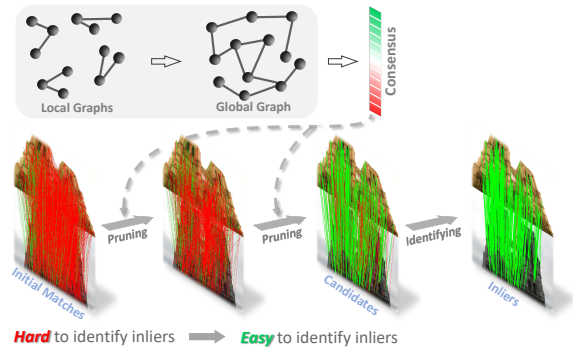 Local Graphs
Global Graph
Consensus
Initial Matches
Pruning
Pruning
Candidates
Identifying
Inliers
Hard to identify inliers
Easy to identify inliers